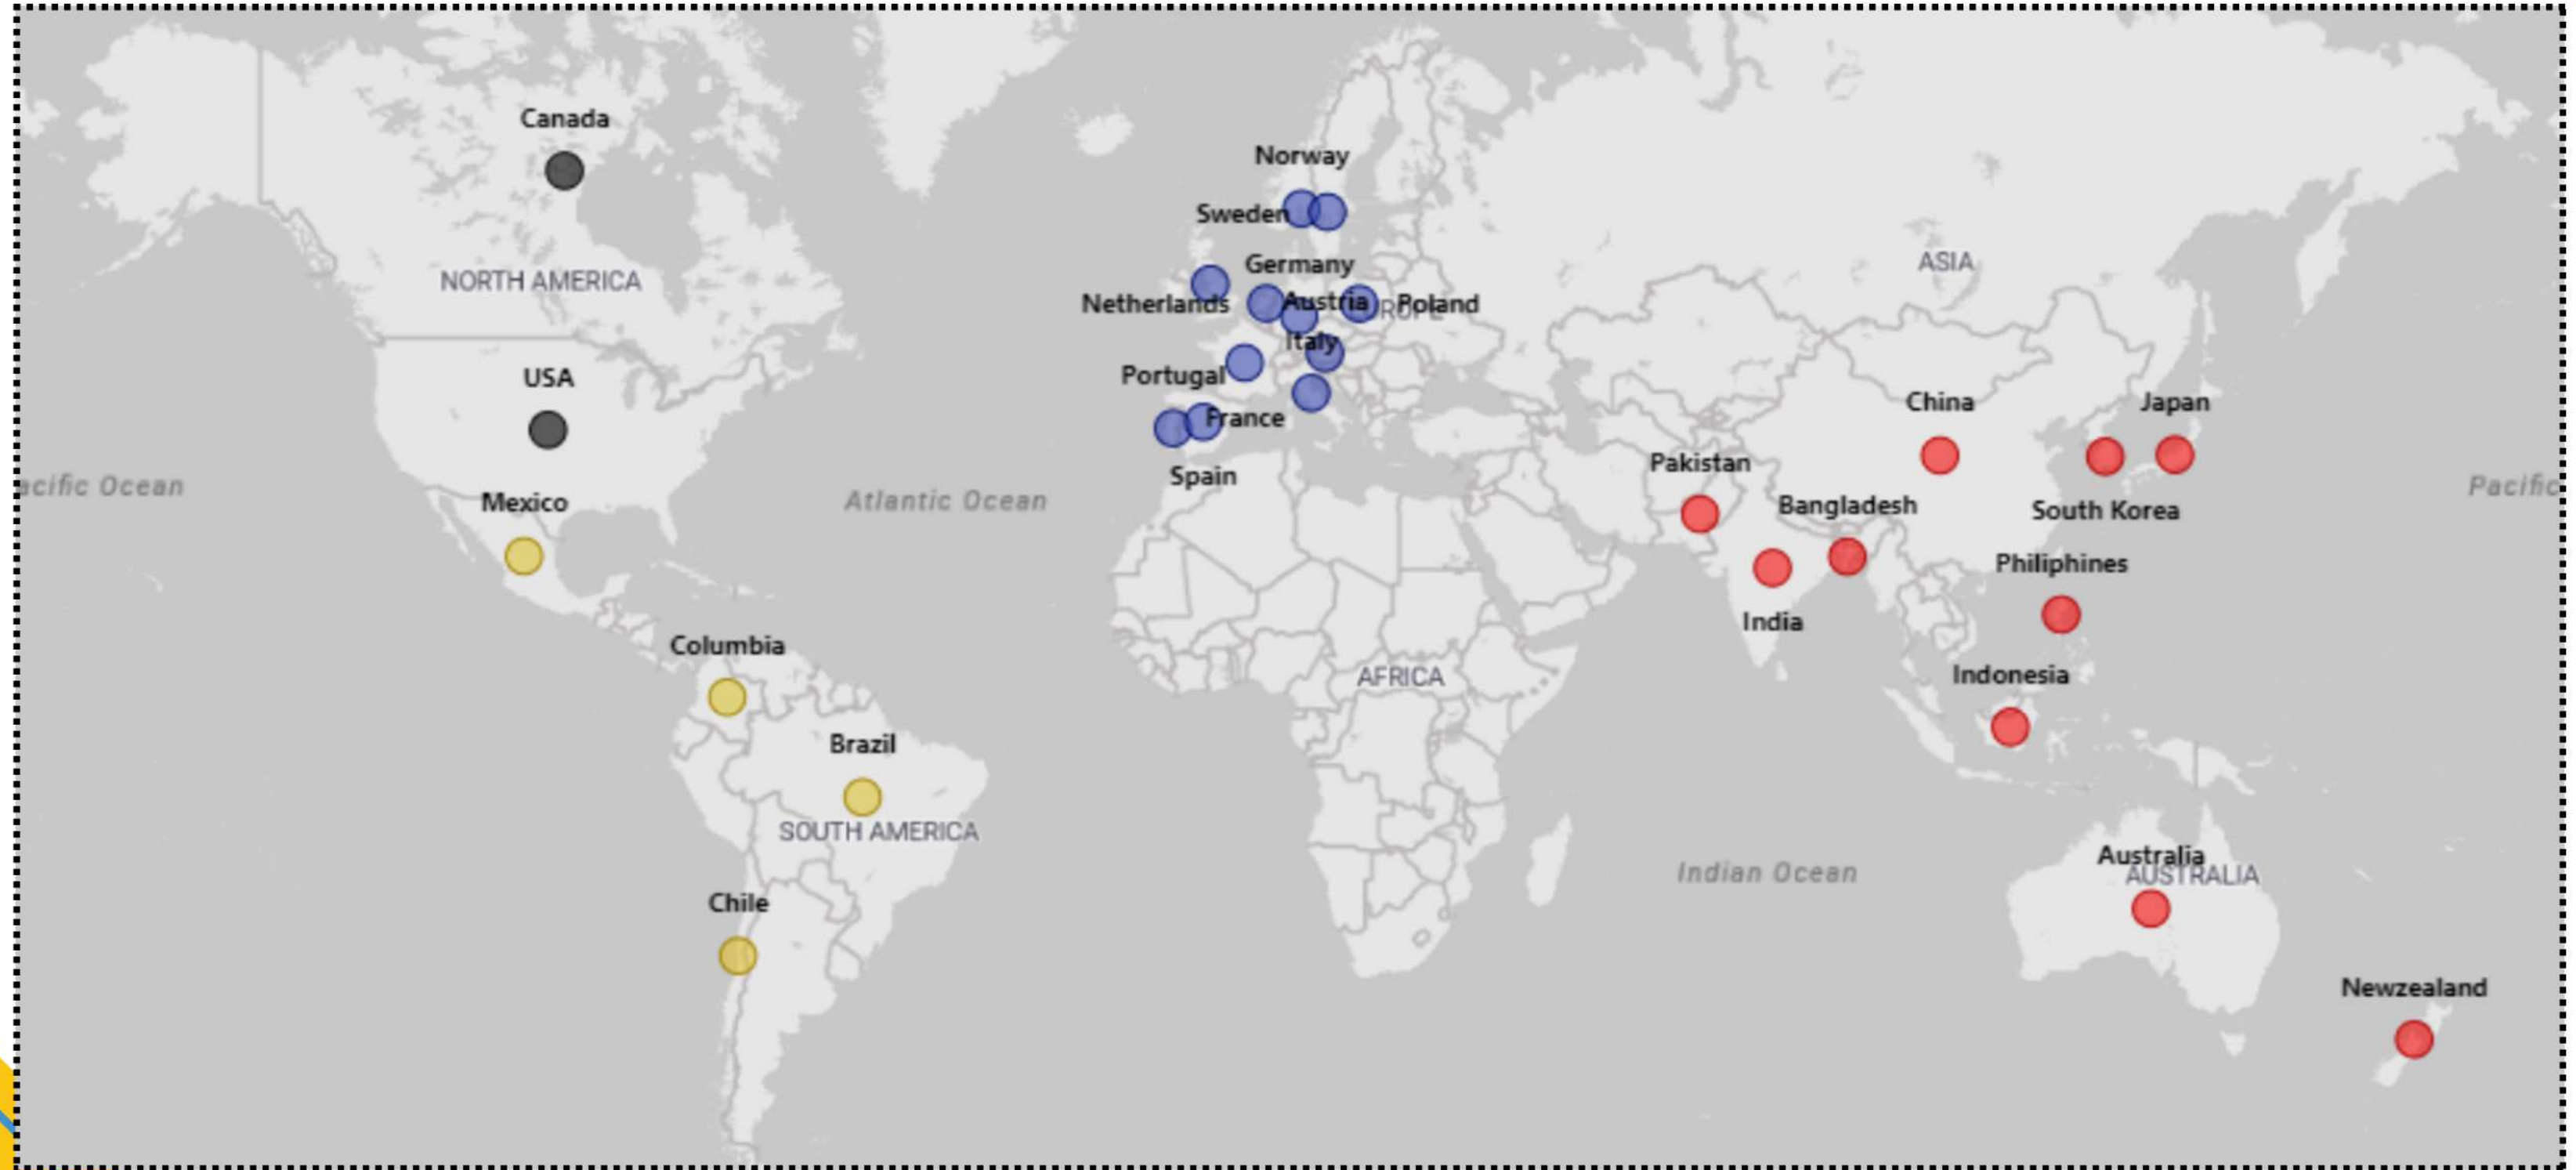 Canada
Norway
Sweden
NORTH AMERICA
ASIA
Germany
Netherlands
Austria
Poland
Italy
USA
Portugal
France
China
Japan
Pakistan
Spain
acific Ocean
Atlantic Ocean
Pacific
Mexico
Bangladesh
South Korea
Philiphines
India
Columbia
AFRICA
Indonesia
Brazil
SOUTH AMERICA
Australia
AUSTRALIA
Indian Ocean
Chile
Newzealand